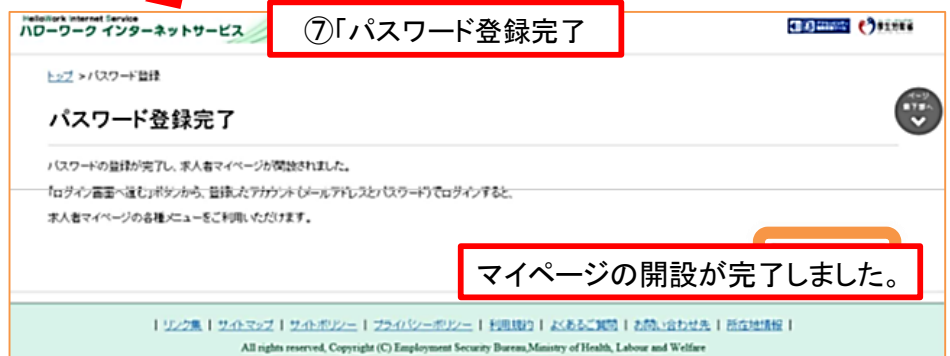 HelloWork Internet Service
ハローワーク インターネットサービス
⑦「パスワード登録完了
トップ > パスワード登録
パスワード登録完了
パスワードの登録が完了し、求人者マイページが開設されました。
「ログイン画面へ進む」ボタンから、登録したアカウント(メールアドレスとパスワード)でログインすると、
求人者マイページの各種メニューをご利用いただけます。
マイページの開設が完了しました。
| リンク集 | サイトマップ | サイトポリシー | プライバシーポリシー | 利用規約 | よくあるご質問 | お問い合わせ先 | 所在地情報 |
All rights reserved, Copyright (C) Employment Security Bureau,Ministry of Health, Labour and Welfare